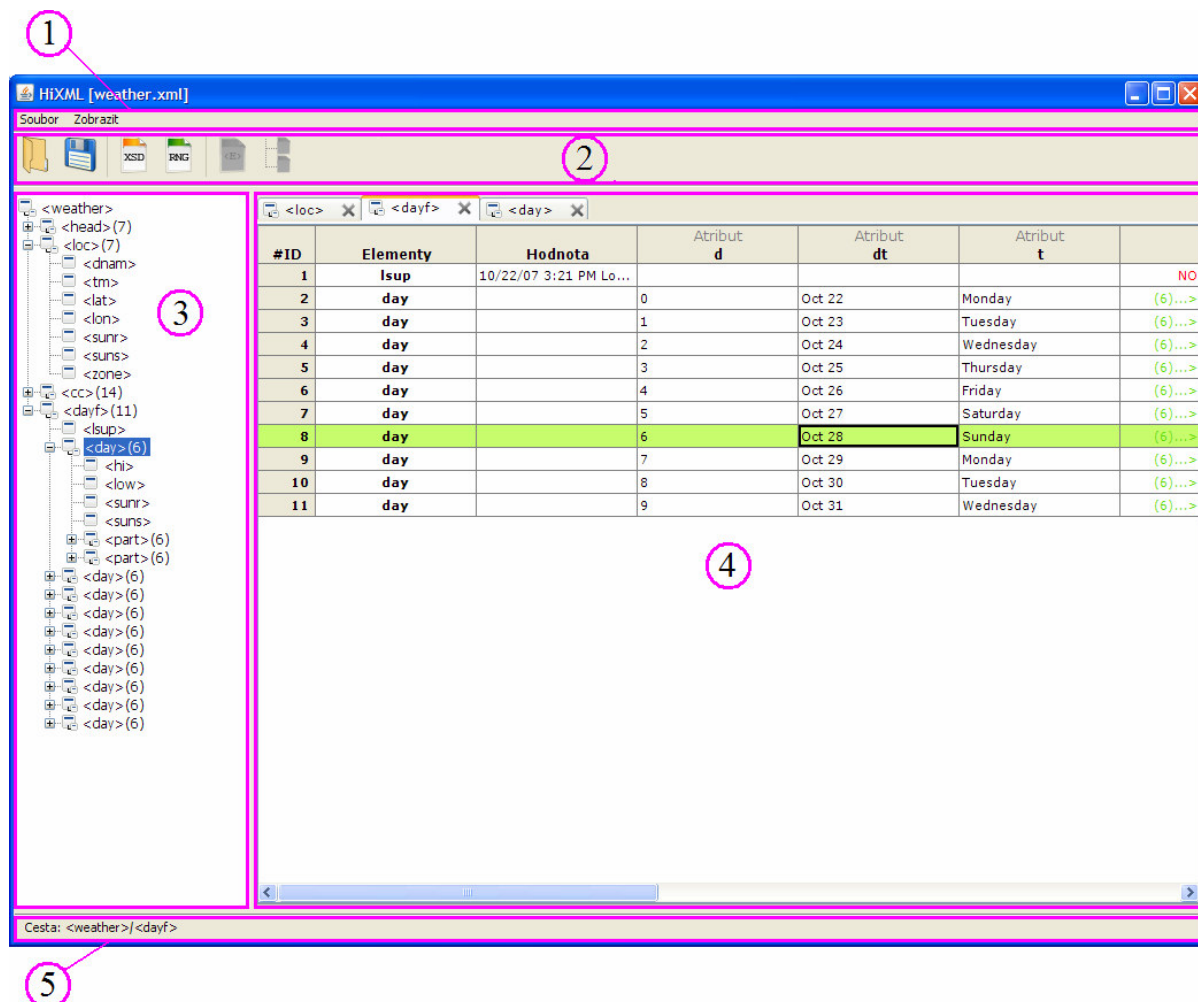 1
HiXML [weather.xml]
Soubor Zobrazit
XSD RNG <E>
2
<weather>
<head>(7)
<loc>(7)
<dnam>
<tm>
<lat>
<lon>
<sunr>
<suns>
<zone>
<cc>(14)
<dayf>(11)
<lsup>
<day>(6)
<hi>
<low>
<sunr>
<suns>
<part>(6)
<part>(6)
<day>(6)
<day>(6)
<day>(6)
<day>(6)
<day>(6)
<day>(6)
<day>(6)
<day>(6)
<day>(6)
3
<loc> <dayf> <day>
Atribut Atribut Atribut
#ID Elementy Hodnota d dt t
1 lsup 10/22/07 3:21 PM Lo... NO
2 day 0 Oct 22 Monday (6)...>
3 day 1 Oct 23 Tuesday (6)...>
4 day 2 Oct 24 Wednesday (6)...>
5 day 3 Oct 25 Thursday (6)...>
6 day 4 Oct 26 Friday (6)...>
7 day 5 Oct 27 Saturday (6)...>
8 day 6 Oct 28 Sunday (6)...>
9 day 7 Oct 29 Monday (6)...>
10 day 8 Oct 30 Tuesday (6)...>
11 day 9 Oct 31 Wednesday (6)...>
4
Cesta: <weather>/<dayf>
5